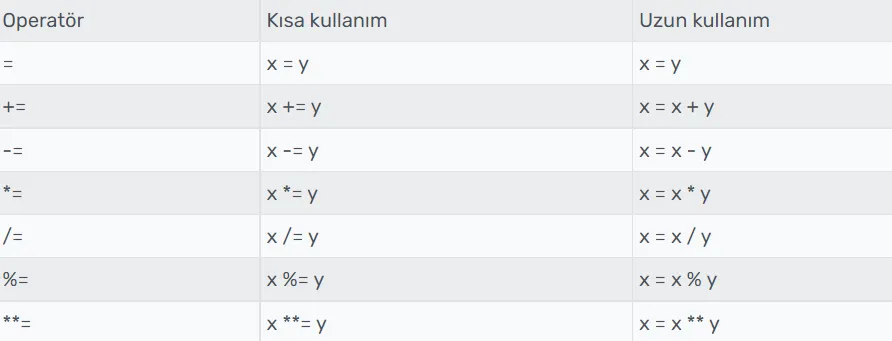 Operatör Kısa kullanım Uzun kullanım
= x = y x = y
+= x += y x = x + y
-= x -= y x = x - y
*= x *= y x = x * y
/= x /= y x = x / y
%= x %= y x = x % y
**= x **= y x = x ** y